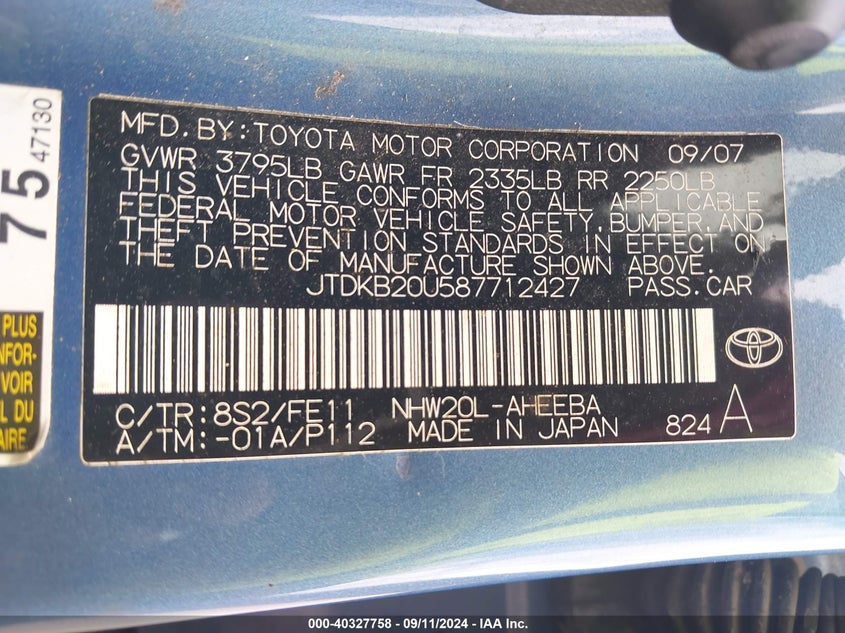 75
47130
PLUS
NFOR-
VOIR
L DU
AIRE
MFD. BY: TOYOTA MOTOR CORPORATION 09/07
GVWR 3795LB GAWR FR 2335LB RR 2250LB
THIS VEHICLE CONFORMS TO ALL APPLICABLE
FEDERAL MOTOR VEHICLE SAFETY, BUMPER, AND
THEFT PREVENTION STANDARDS IN EFFECT ON
THE DATE OF MANUFACTURE SHOWN ABOVE.
JTDKB20U587712427 PASS. CAR
C/TR: 8S2/FE11 NHW20L-AHEEBA
A/TM: -01A/P112 MADE IN JAPAN 824 A
000-40327758 - 09/11/2024 - IAA Inc.